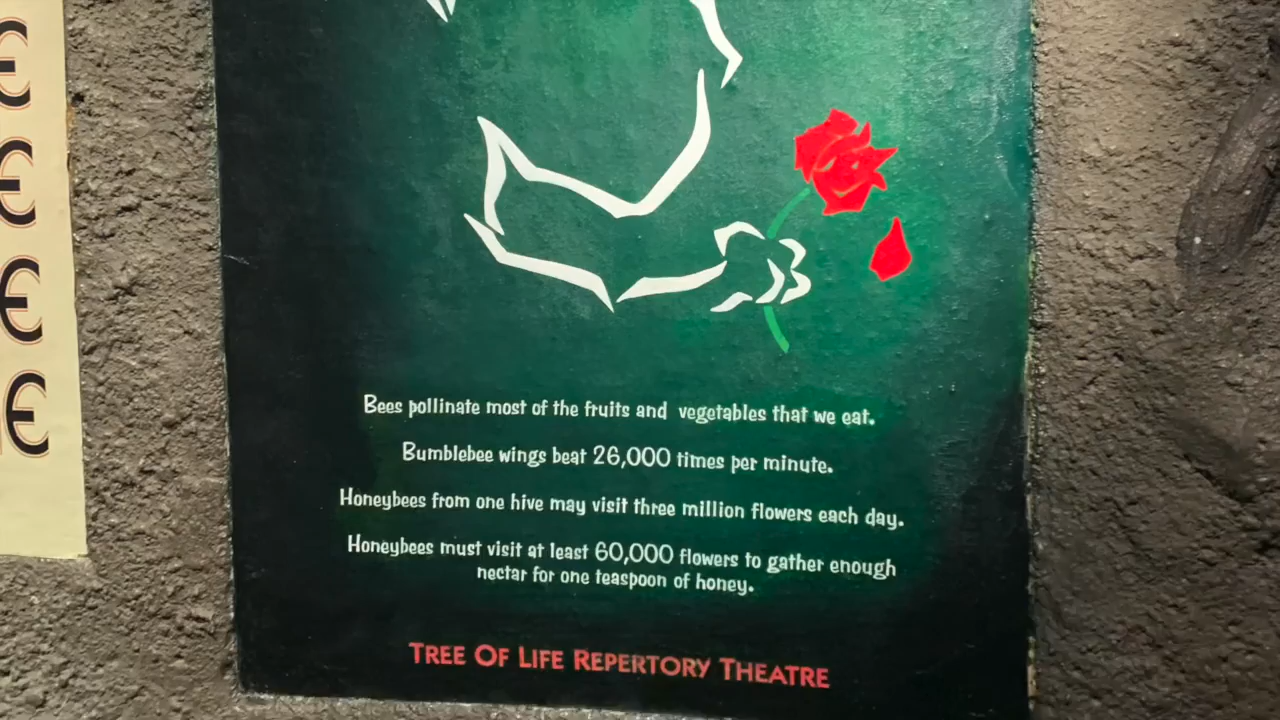 Bees pollinate most of the fruits and vegetables that we eat.
Bumblebee wings beat 26,000 times per minute.
Honeybees from one hive may visit three million flowers each day.
Honeybees must visit at least 60,000 flowers to gather enough
nectar for one teaspoon of honey.
TREE OF LIFE REPERTORY THEATRE